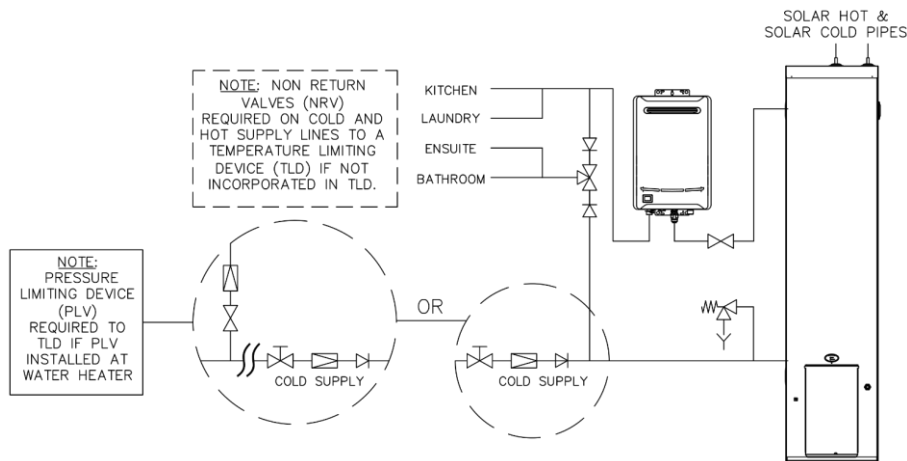 SOLAR HOT &
SOLAR COLD PIPES
NOTE: NON RETURN
VALVES (NRV)
REQUIRED ON COLD AND
HOT SUPPLY LINES TO A
TEMPERATURE LIMITING
DEVICE (TLD) IF NOT
INCORPORATED IN TLD.
KITCHEN
LAUNDRY
ENSUITE
BATHROOM
NOTE:
PRESSURE
LIMITING DEVICE
(PLV)
REQUIRED TO
TLD IF PLV
INSTALLED AT
WATER HEATER
OR
COLD SUPPLY
COLD SUPPLY